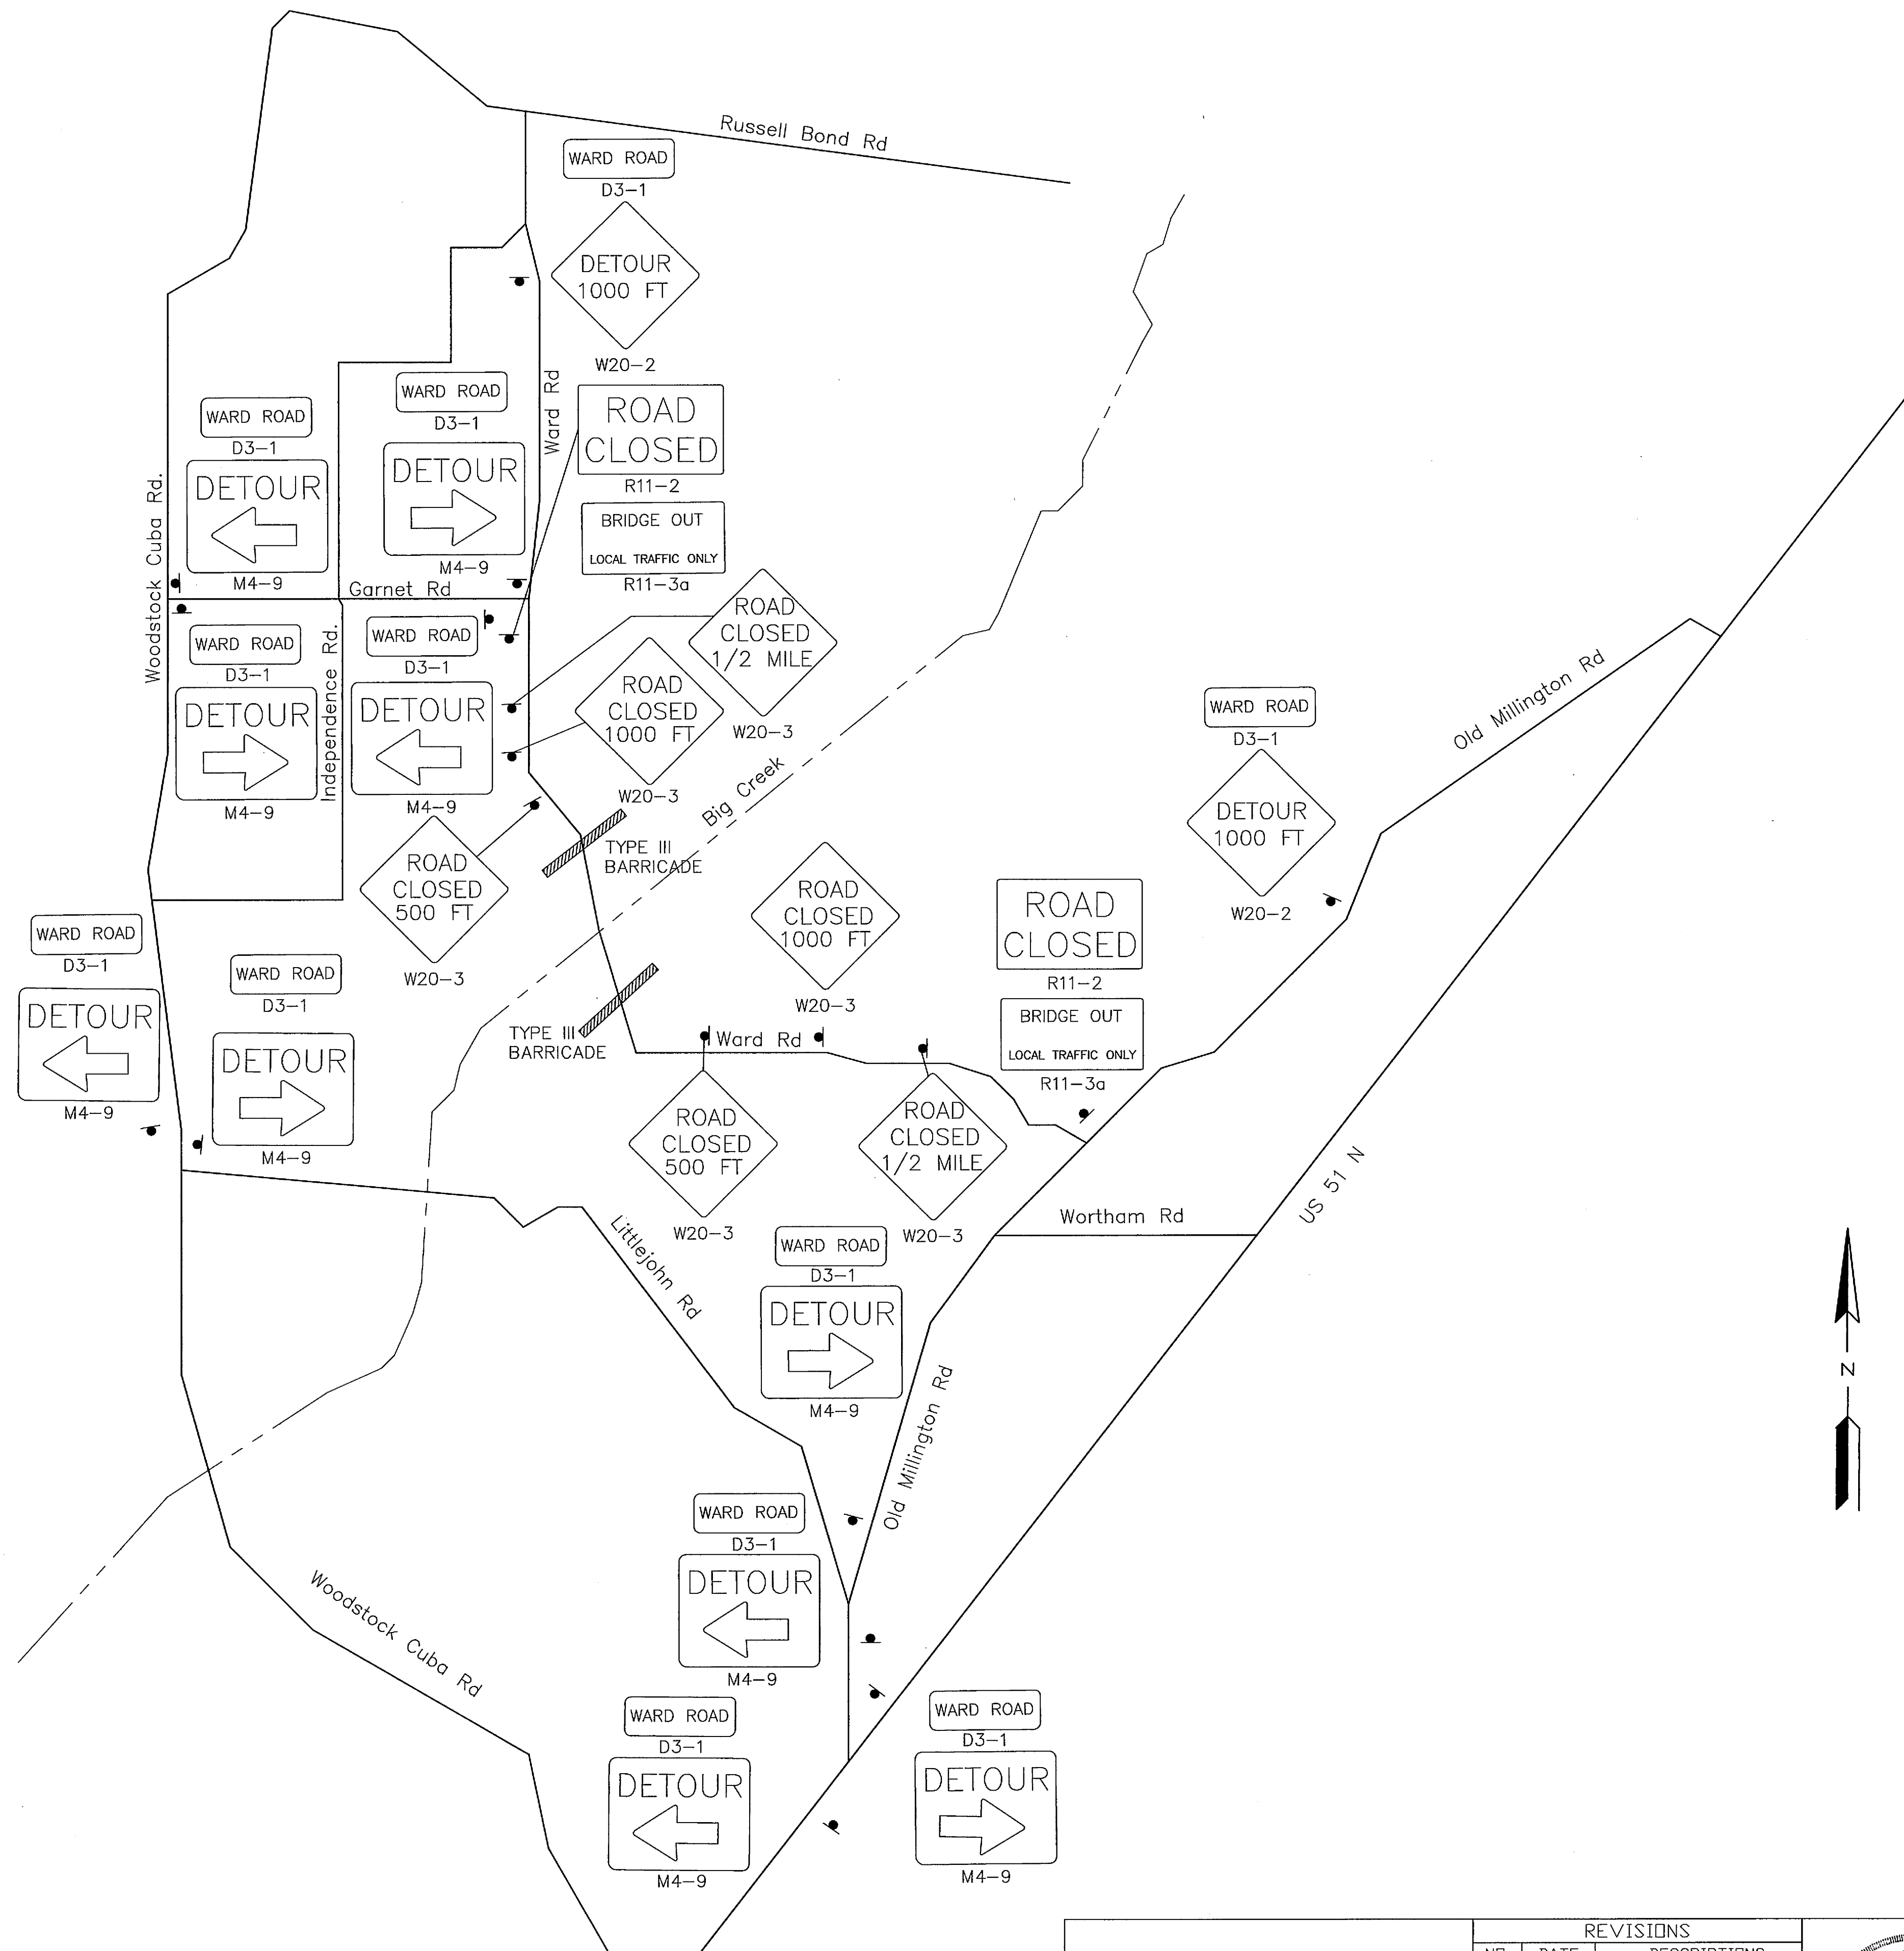 Russell Bond Rd
WARD ROAD
D3-1
DETOUR
1000 FT
W20-2
Ward Rd
ROAD
CLOSED
R11-2
BRIDGE OUT
LOCAL TRAFFIC ONLY
R11-3a
WARD ROAD
D3-1
DETOUR
M4-9
WARD ROAD
D3-1
DETOUR
M4-9
Woodstock Cuba Rd.
Garnet Rd
Independence Rd.
WARD ROAD
D3-1
DETOUR
M4-9
WARD ROAD
D3-1
DETOUR
M4-9
ROAD
CLOSED
1/2 MILE
W20-3
ROAD
CLOSED
1000 FT
W20-3
Big Creek
TYPE III
BARRICADE
ROAD
CLOSED
500 FT
W20-3
Old Millington Rd
WARD ROAD
D3-1
DETOUR
1000 FT
W20-2
ROAD
CLOSED
1000 FT
W20-3
ROAD
CLOSED
R11-2
BRIDGE OUT
LOCAL TRAFFIC ONLY
R11-3a
WARD ROAD
D3-1
DETOUR
M4-9
WARD ROAD
D3-1
DETOUR
M4-9
TYPE III
BARRICADE
Ward Rd
ROAD
CLOSED
500 FT
W20-3
ROAD
CLOSED
1/2 MILE
W20-3
US 51 N
Wortham Rd
Littlejohn Rd
WARD ROAD
D3-1
DETOUR
M4-9
Old Millington Rd
N
WARD ROAD
D3-1
DETOUR
M4-9
Woodstock Cuba Rd
WARD ROAD
D3-1
DETOUR
M4-9
WARD ROAD
D3-1
DETOUR
M4-9
REVISIONS
NO. DATE DESCRIPTIONS